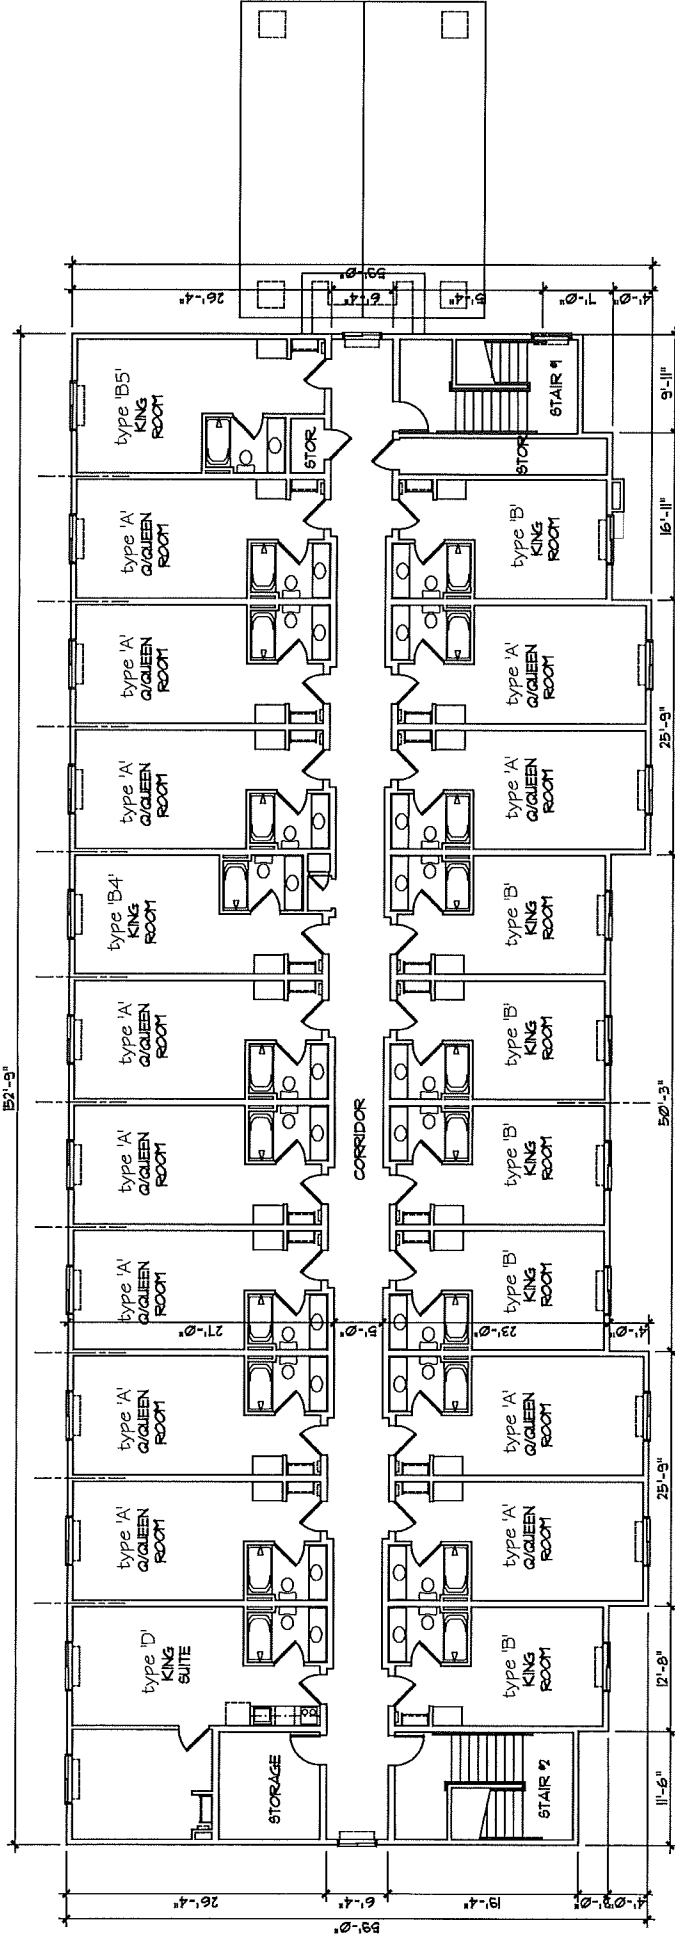 59'-0"
26'-4"
6'-4"
5'-4"
7'-0"
4'-0"
152'-9"
type 'B5'
KING
ROOM
STOR
STOR
STAIR #1
9'-11"
16'-11"
type 'A'
Q/QUEEN
ROOM
type 'B'
KING
ROOM
type 'A'
Q/QUEEN
ROOM
type 'A'
Q/QUEEN
ROOM
25'-9"
type 'A'
Q/QUEEN
ROOM
type 'A'
Q/QUEEN
ROOM
type 'B4'
KING
ROOM
type 'B'
KING
ROOM
type 'A'
Q/QUEEN
ROOM
type 'B'
KING
ROOM
50'-3"
CORRIDOR
type 'A'
Q/QUEEN
ROOM
type 'B'
KING
ROOM
type 'A'
Q/QUEEN
ROOM
type 'B'
KING
ROOM
27'-0"
5'-0"
23'-0"
4'-0"
type 'A'
Q/QUEEN
ROOM
type 'A'
Q/QUEEN
ROOM
25'-9"
type 'A'
Q/QUEEN
ROOM
type 'A'
Q/QUEEN
ROOM
type 'D'
KING
SUITE
type 'B'
KING
ROOM
12'-8"
STORAGE
STAIR #2
11'-6"
26'-4"
6'-4"
19'-4"
2'-0"
4'-0"
59'-0"